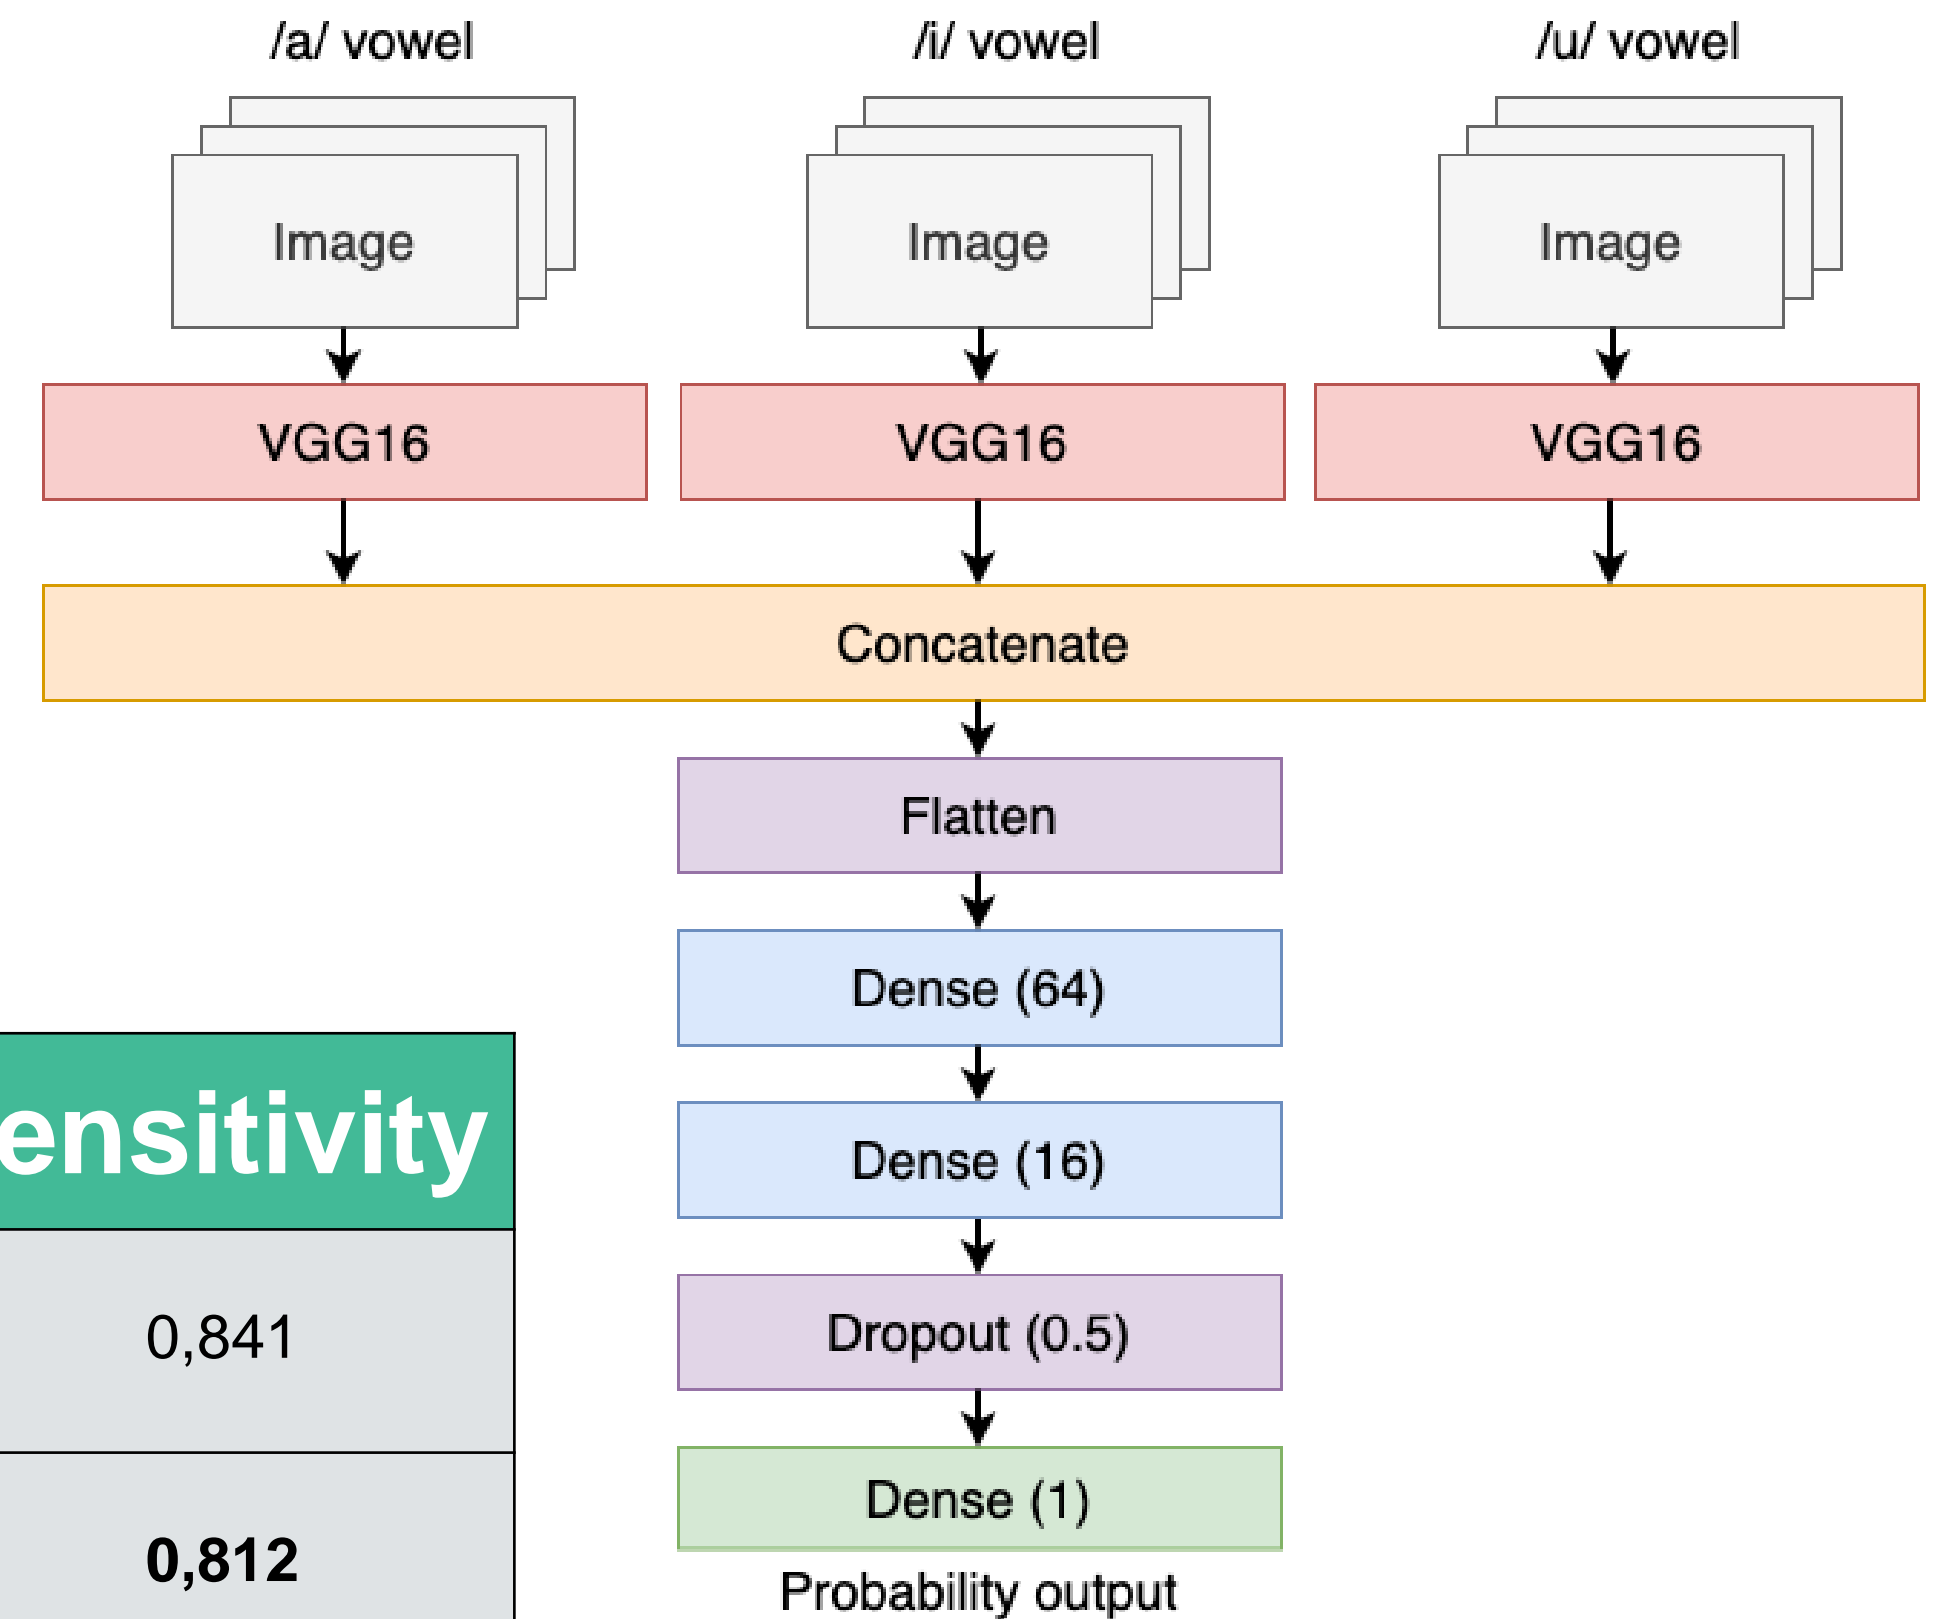 /a/ vowel /i/ vowel /u/ vowel
Image Image Image
VGG16 VGG16 VGG16
Concatenate
Flatten
Dense (64)
Dense (16)
Dropout (0.5)
Dense (1)
Probability output
ensitivity
0,841
0,812